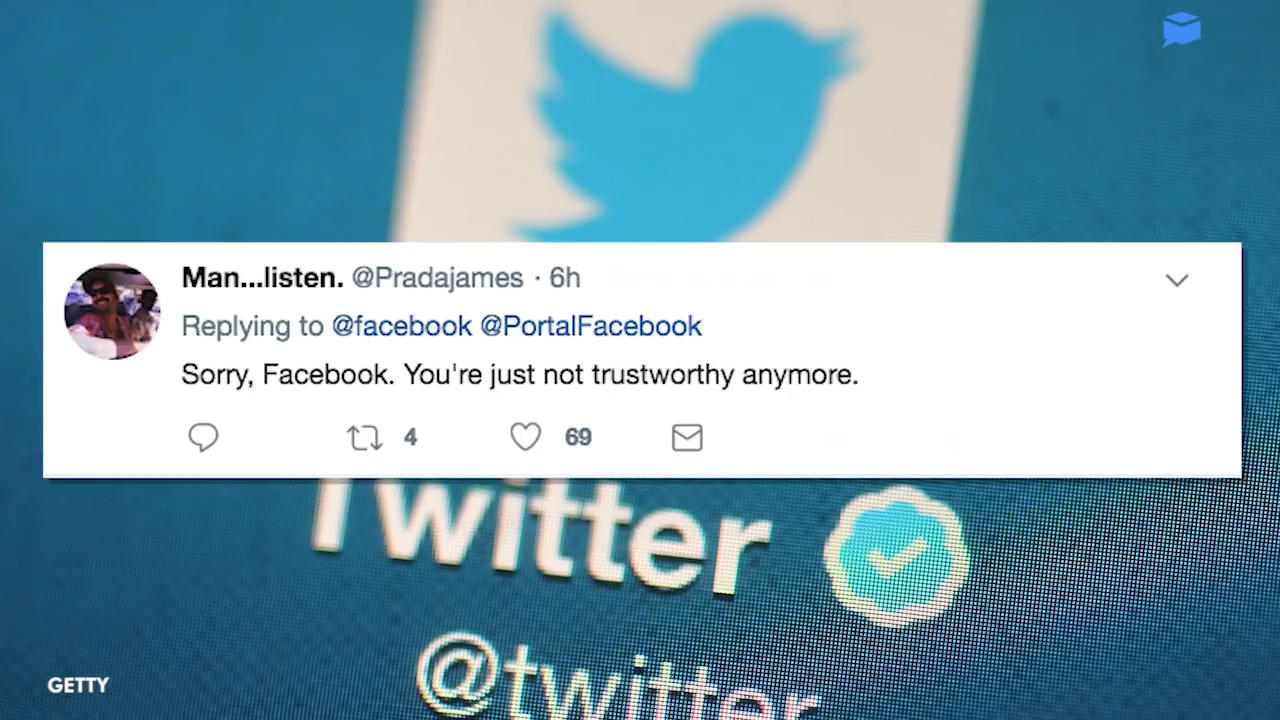 Man...listen. @Pradajames · 6h
Replying to @facebook @PortalFacebook
Sorry, Facebook. You're just not trustworthy anymore.
4 69
Twitter
@twitter
GETTY